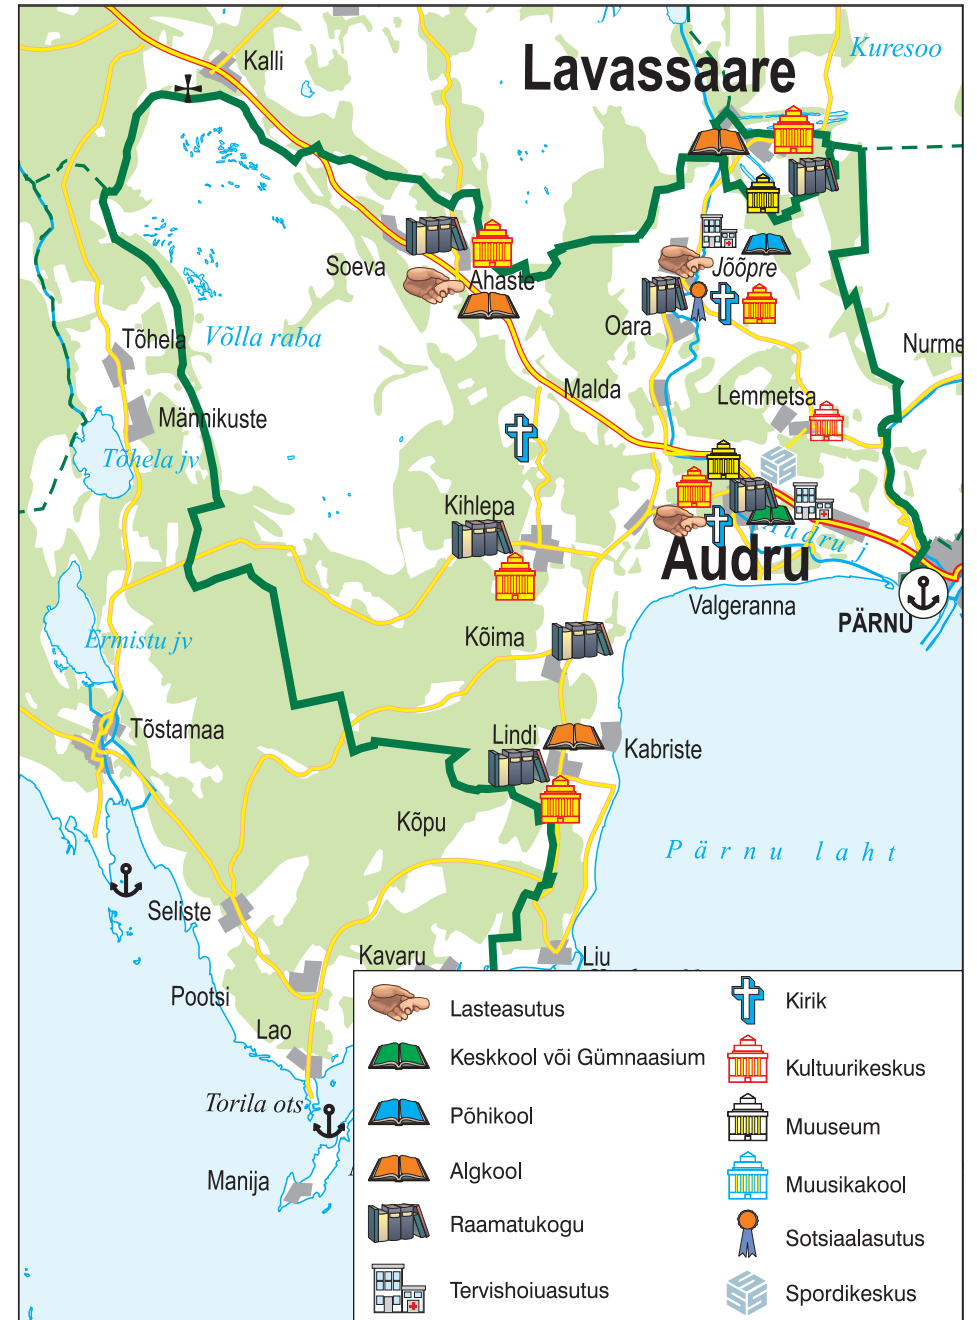 jv
Kuresoo
Kalli
Lavassaare
Soeva
Ahaste
Jõõpre
Tõhela
Võlla raba
Oara
Nurme
Malda
Lemmetsa
Männikuste
Tõhela jv
Kihlepa
Audru j
Audru
Valgeranna
PÄRNU
Ermistu jv
Kõima
Tõstamaa
Lindi
Kabriste
Kõpu
Pärnu laht
Seliste
Kavaru
Liu
Pootsi
Lao
Torila ots
Manija
Lasteasutus
Keskkool või Gümnaasium
Põhikool
Algkool
Raamatukogu
Tervishoiuasutus
Kirik
Kultuurikeskus
Muuseum
Muusikakool
Sotsiaalasutus
Spordikeskus